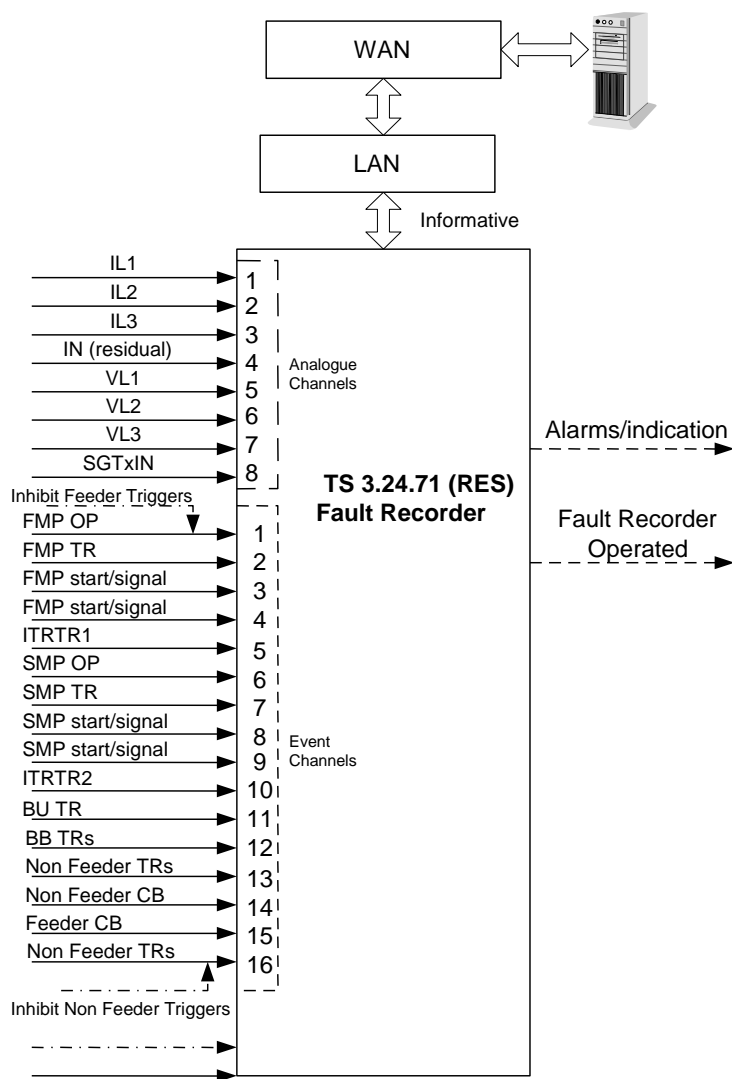 WAN
LAN
Informative
IL1
1
IL2
2
IL3
3
IN (residual)
4
VL1
5
VL2
6
VL3
7
SGTxIN
8
Analogue
Channels
Alarms/indication
TS 3.24.71 (RES)
Fault Recorder
Fault Recorder
Operated
Inhibit Feeder Triggers
FMP OP
1
FMP TR
2
FMP start/signal
3
FMP start/signal
4
ITRTR1
5
SMP OP
6
SMP TR
7
SMP start/signal
8
SMP start/signal
9
ITRTR2
10
BU TR
11
BB TRs
12
Non Feeder TRs
13
Non Feeder CB
14
Feeder CB
15
Non Feeder TRs
16
Event
Channels
Inhibit Non Feeder Triggers